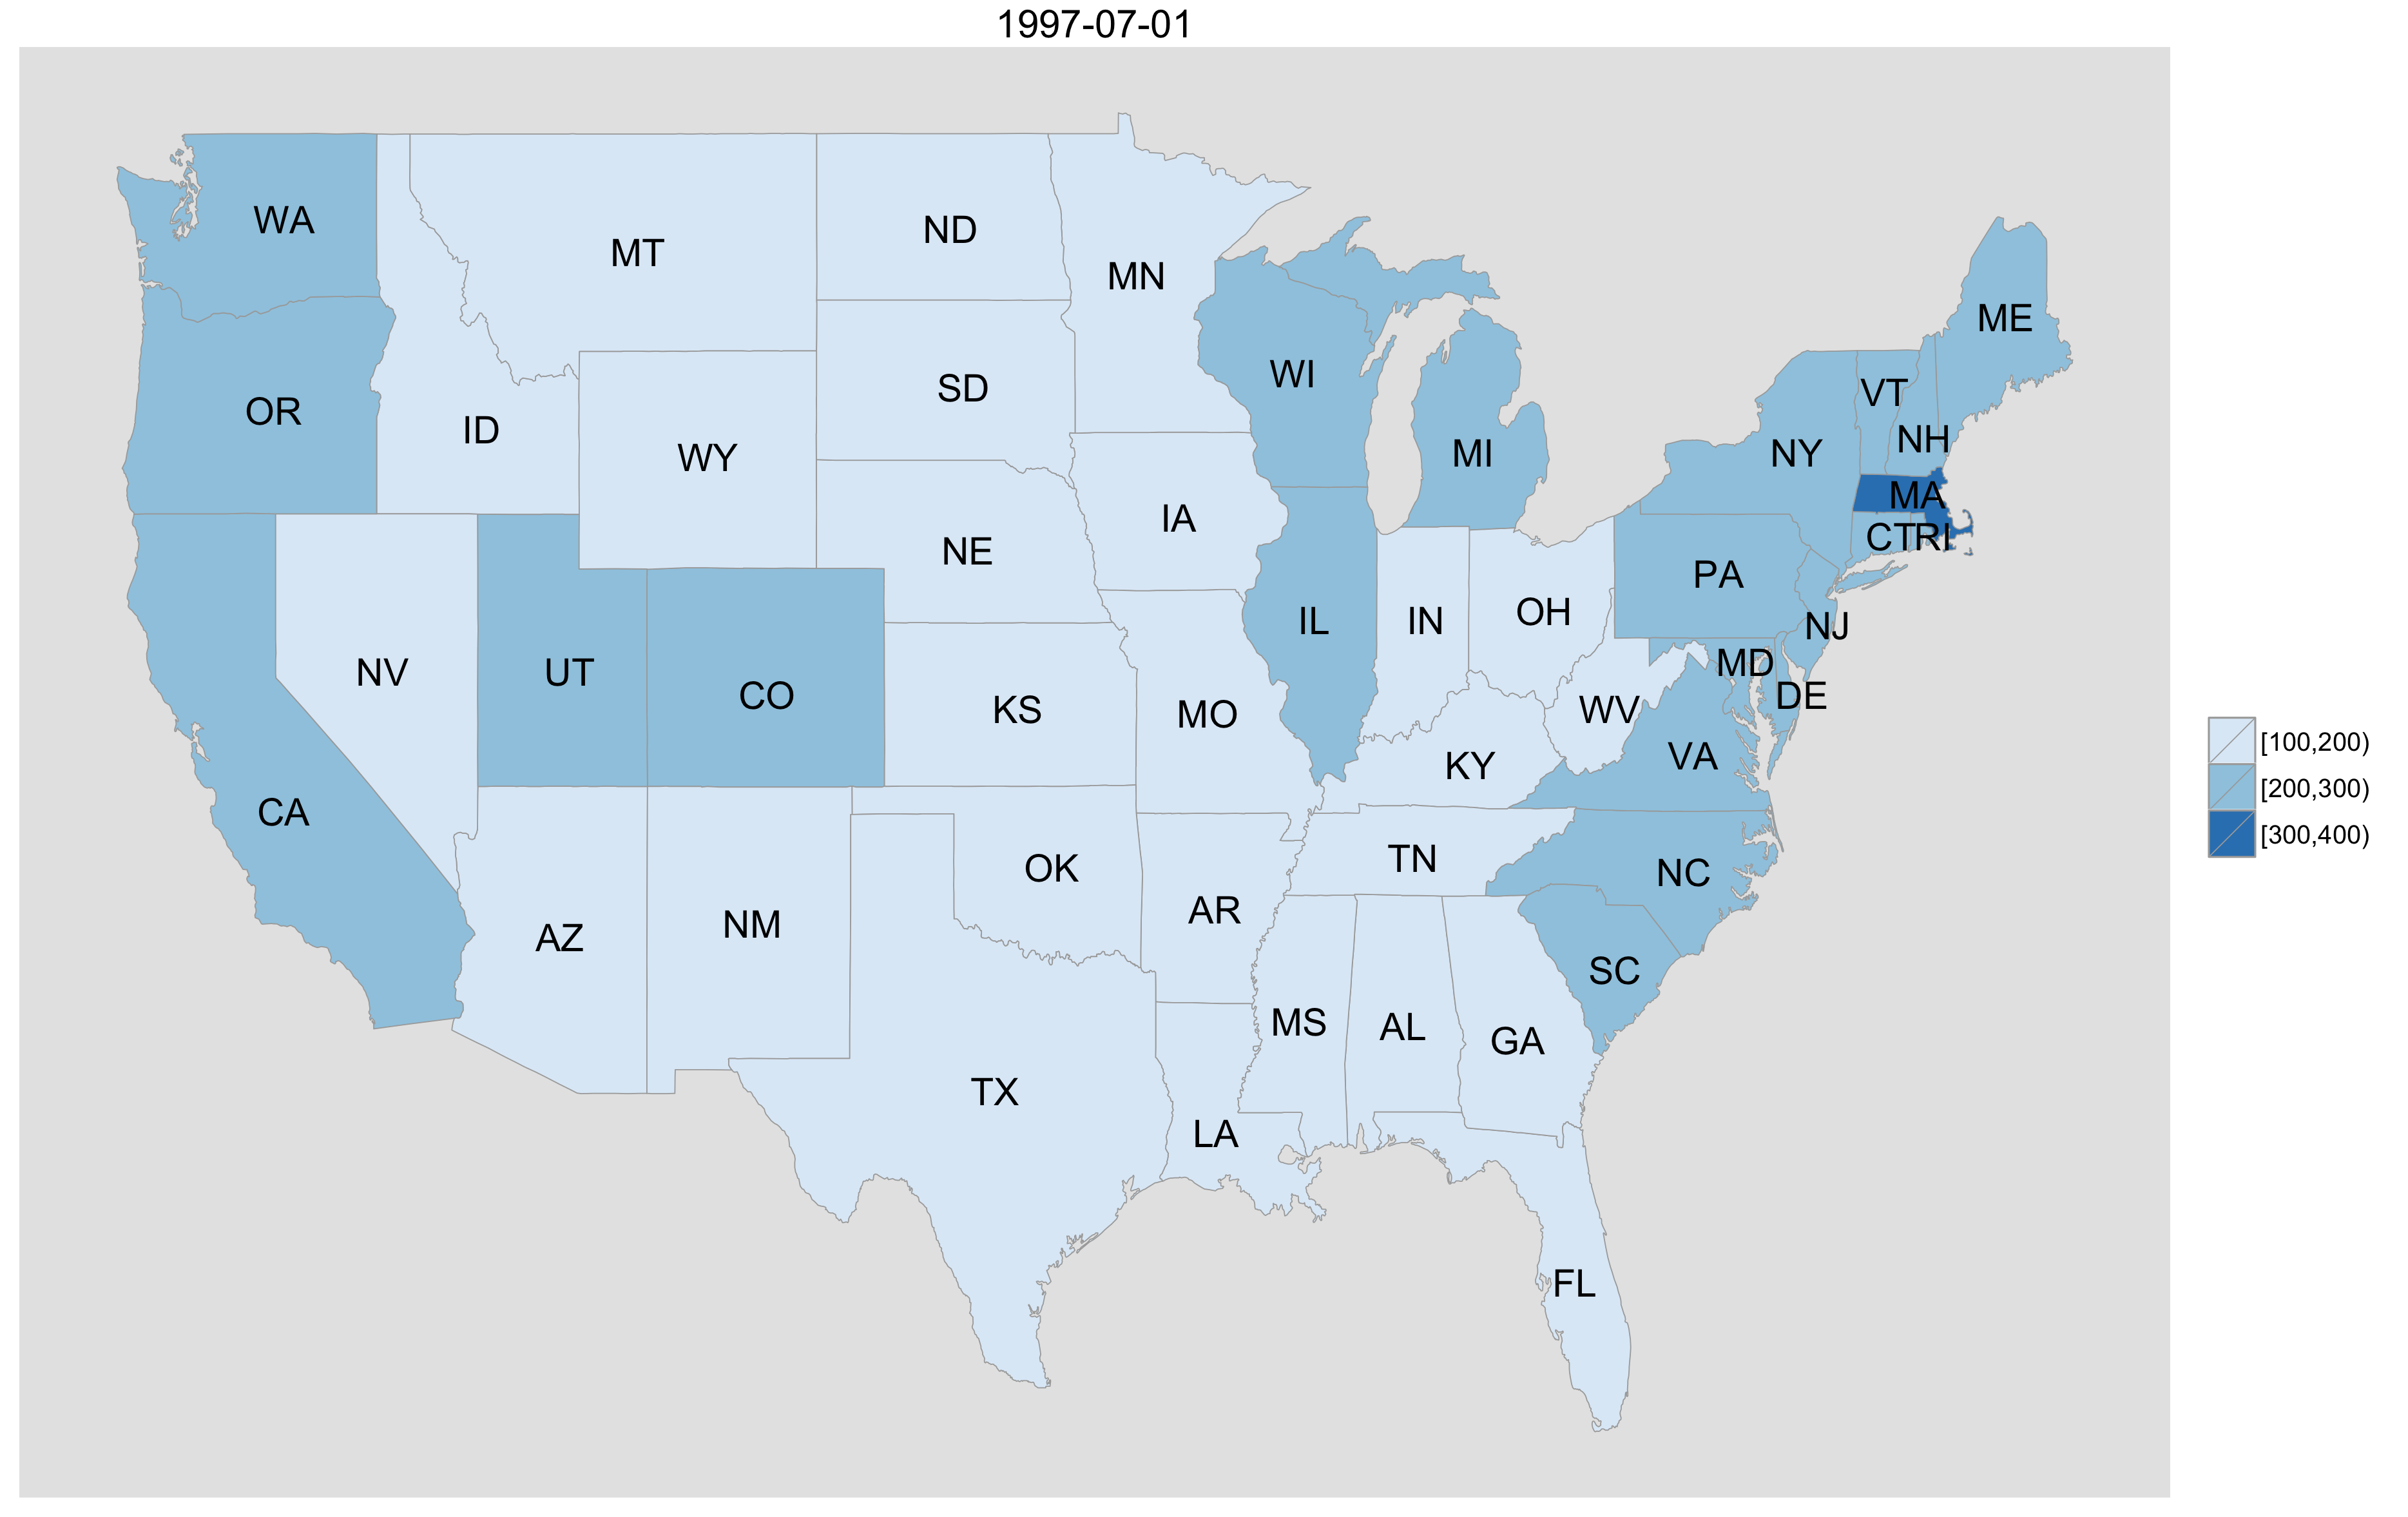 1997-07-01
WA
MT
ND
MN
ME
OR
ID
WY
SD
WI
MI
NY
VT
NH
MA
CT
RI
NE
IA
PA
NJ
NV
UT
CO
KS
MO
IL
IN
OH
MD
DE
WV
VA
KY
[100,200)
[200,300)
[300,400)
CA
AZ
NM
OK
AR
TN
NC
SC
TX
LA
MS
AL
GA
FL